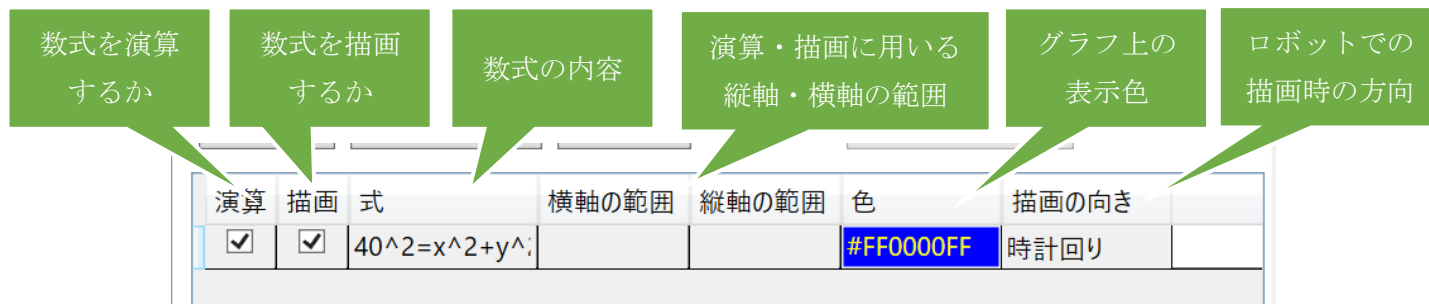 数式を演算
するか
数式を描画
するか
数式の内容
演算・描画に用いる
縦軸・横軸の範囲
グラフ上の
表示色
ロボットでの
描画時の方向
演算 描画 式 横軸の範囲 縦軸の範囲 色 描画の向き
40^2=x^2+y^ #FF0000FF 時計回り